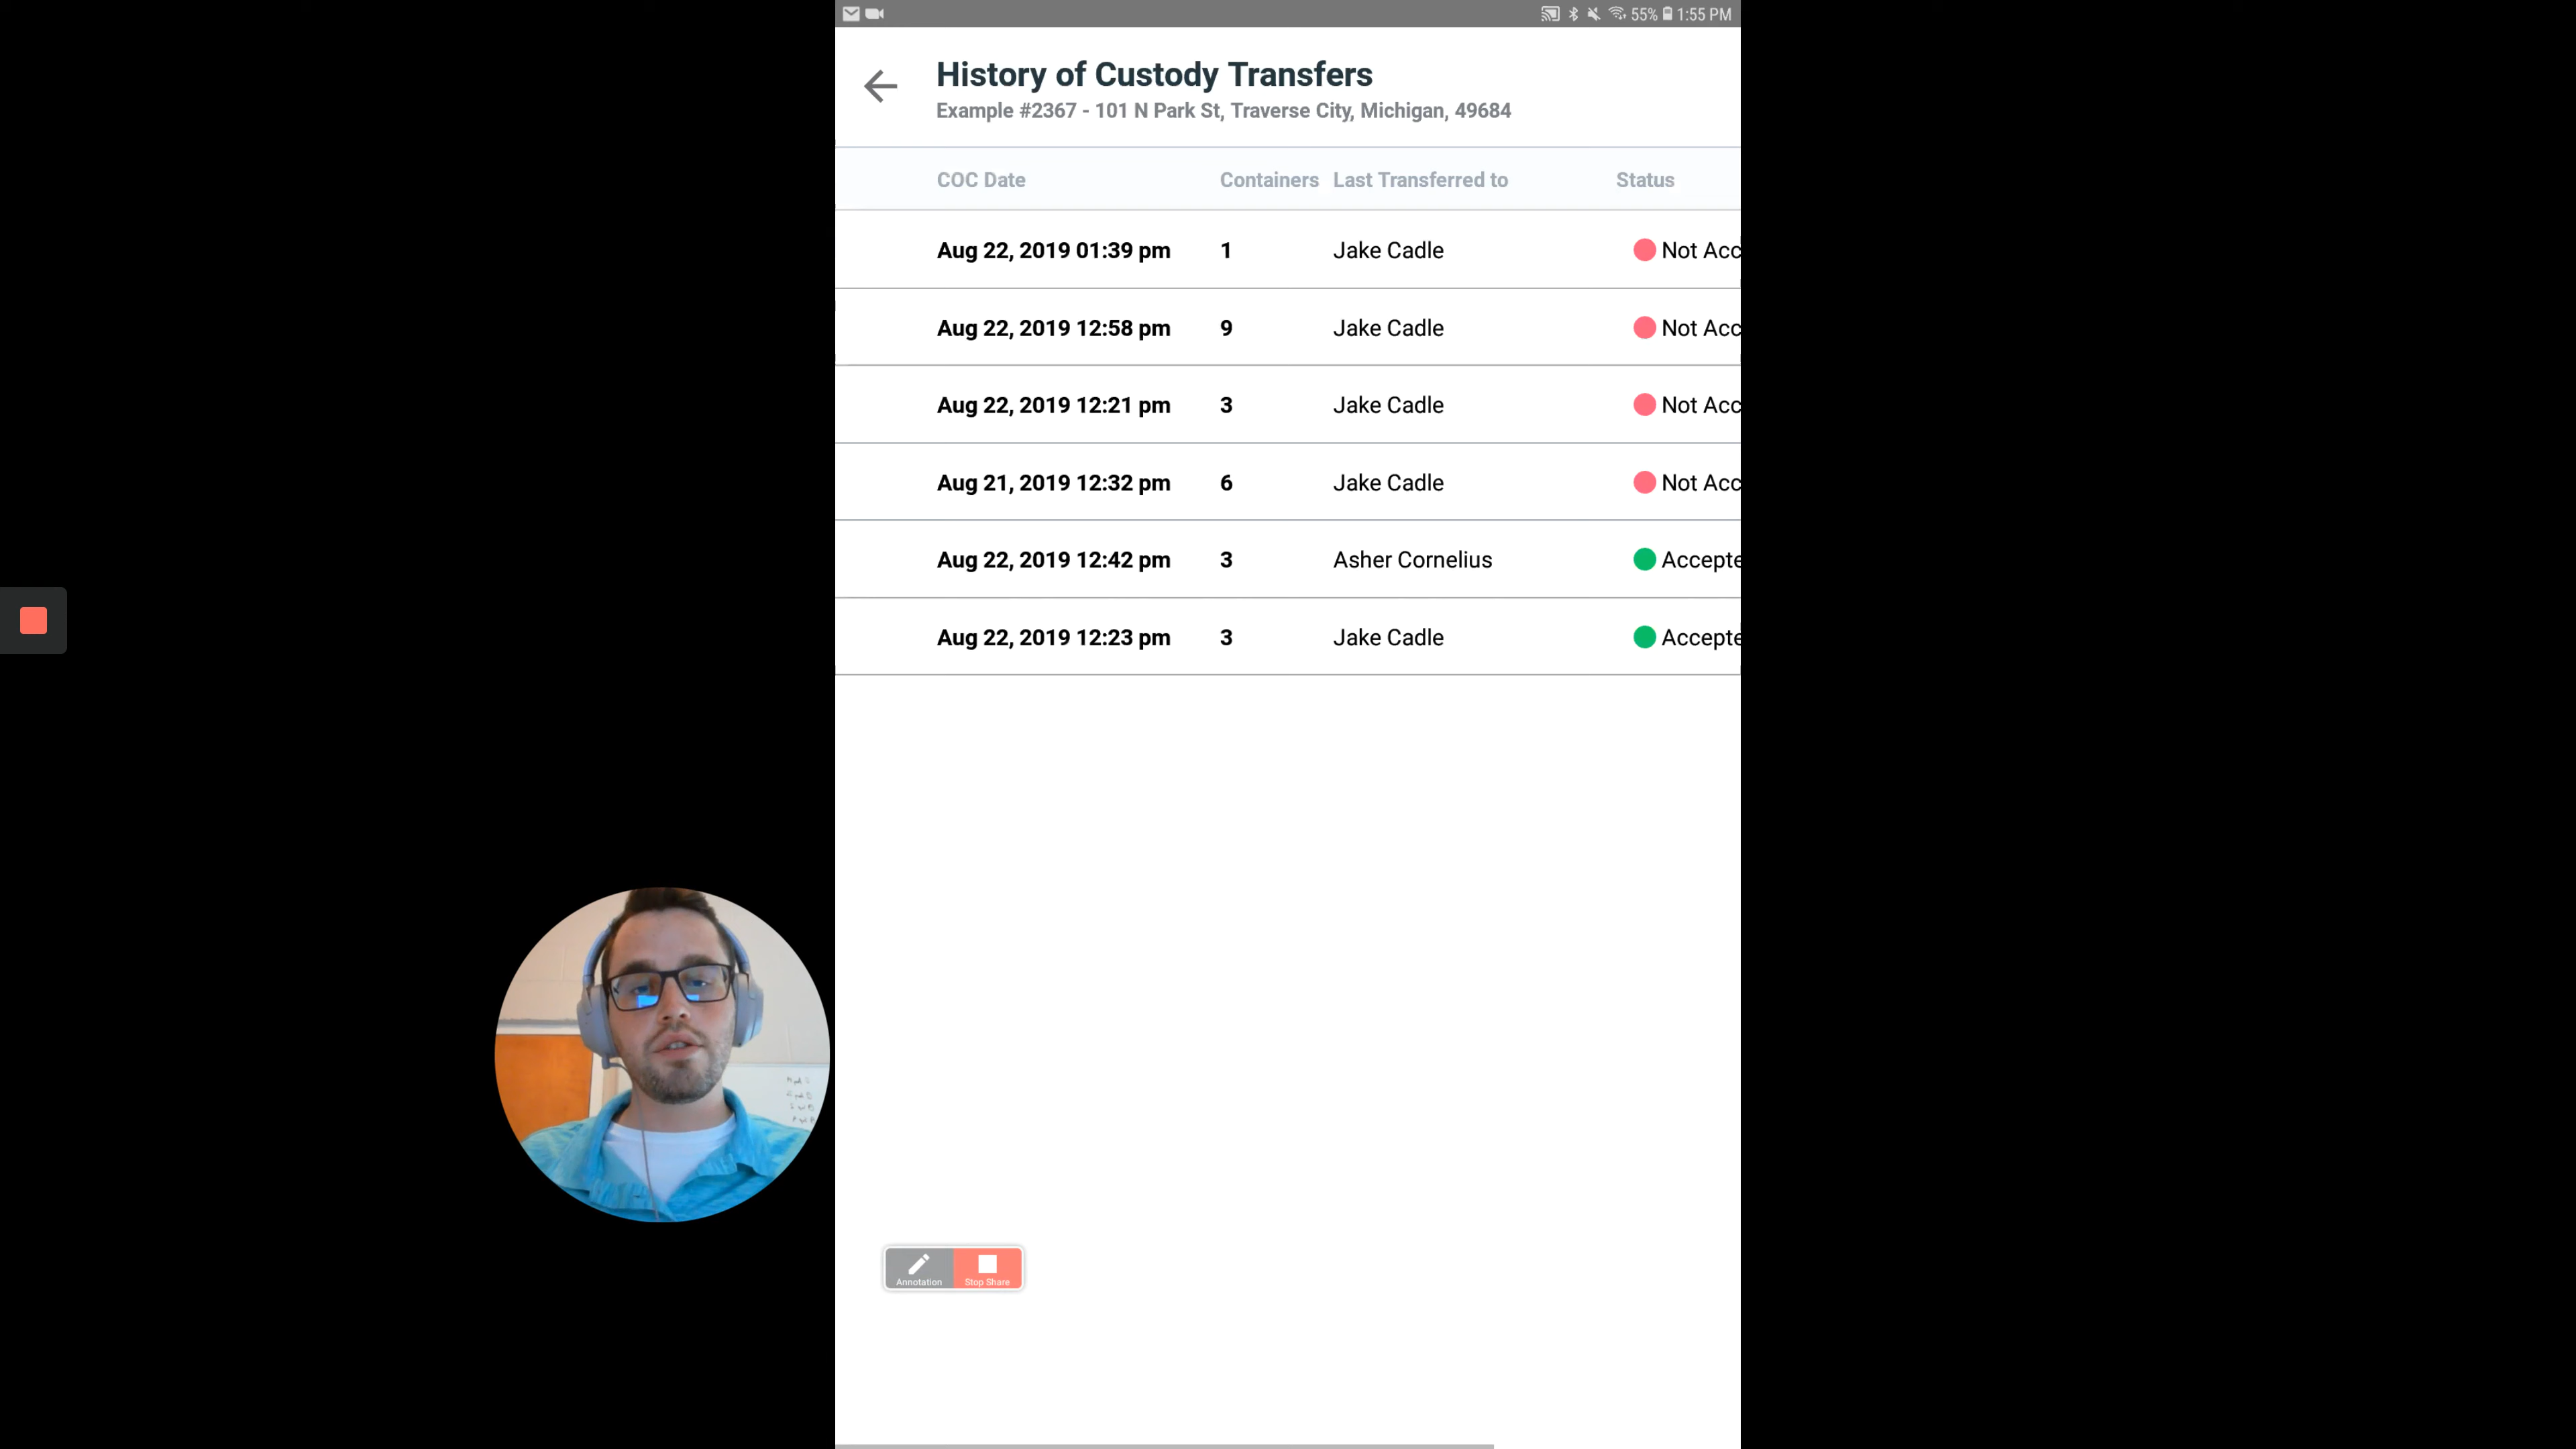 55% 1:55 PM
History of Custody Transfers
Example #2367 - 101 N Park St, Traverse City, Michigan, 49684
COC Date Containers Last Transferred to Status
Aug 22, 2019 01:39 pm 1 Jake Cadle Not Acc
Aug 22, 2019 12:58 pm 9 Jake Cadle Not Acc
Aug 22, 2019 12:21 pm 3 Jake Cadle Not Acc
Aug 21, 2019 12:32 pm 6 Jake Cadle Not Acc
Aug 22, 2019 12:42 pm 3 Asher Cornelius Accepte
Aug 22, 2019 12:23 pm 3 Jake Cadle Accepte
Annotation Stop Share